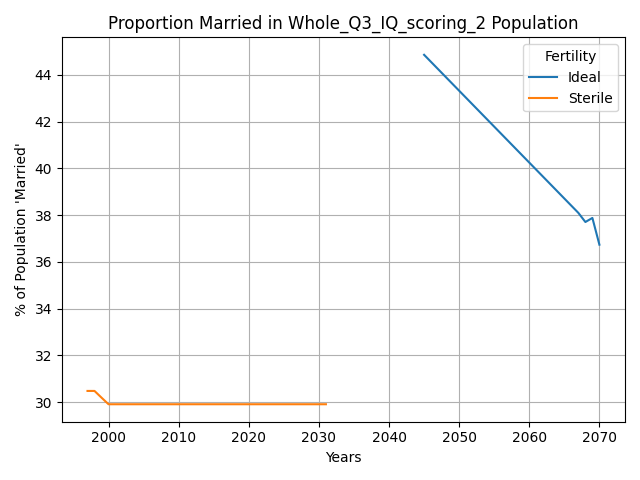 Proportion Married in Whole_Q3_IQ_scoring_2 Population
Fertility
Ideal
Sterile
% of Population 'Married'
44
42
40
38
36
34
32
30
2000 2010 2020 2030 2040 2050 2060 2070
Years